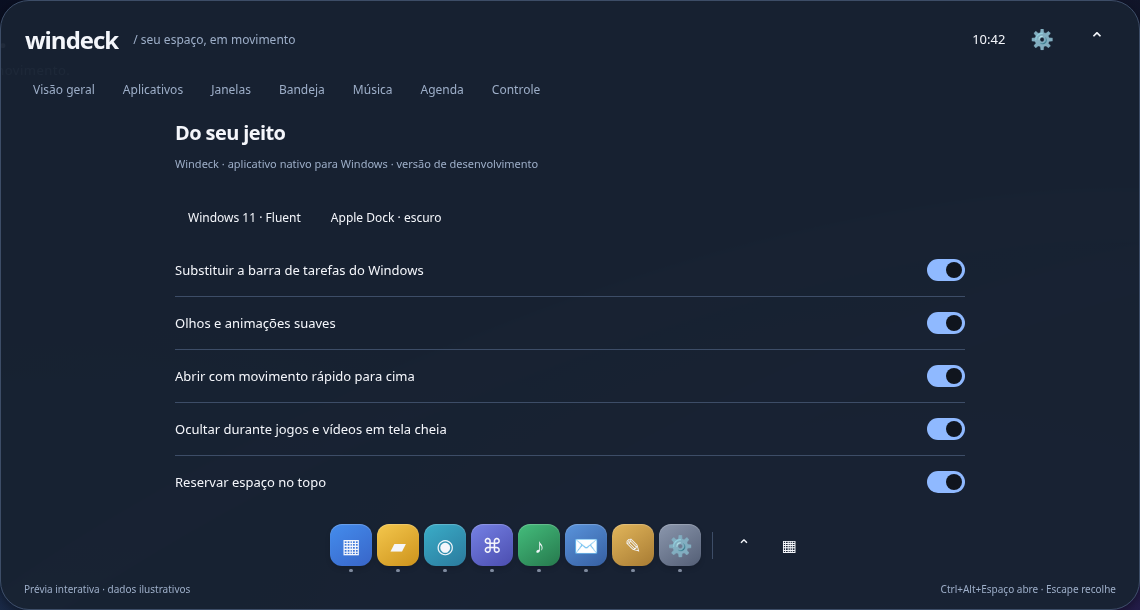 windeck / seu espaço, em movimento 10:42
Visão geral Aplicativos Janelas Bandeja Música Agenda Controle
Do seu jeito
Windeck · aplicativo nativo para Windows · versão de desenvolvimento
Windows 11 · Fluent Apple Dock · escuro
Substituir a barra de tarefas do Windows
Olhos e animações suaves
Abrir com movimento rápido para cima
Ocultar durante jogos e vídeos em tela cheia
Reservar espaço no topo
Prévia interativa · dados ilustrativos Ctrl+Alt+Espaço abre · Escape recolhe